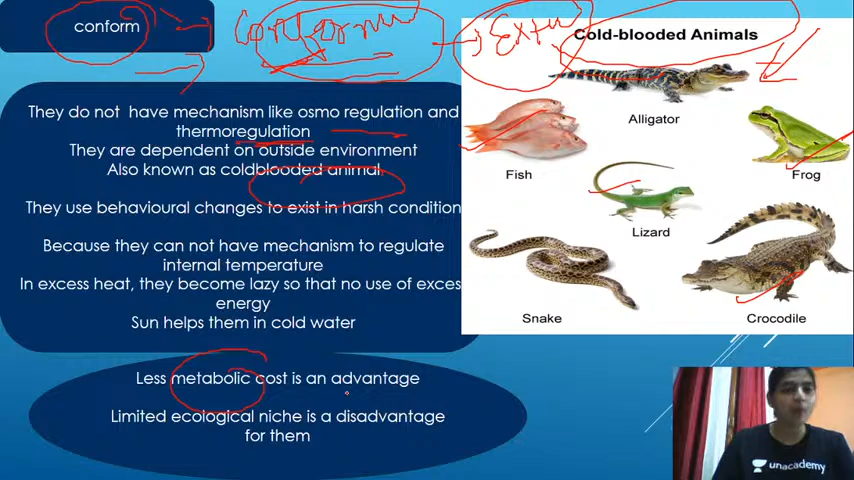 conform
They do not have mechanism like osmo regulation and
thermoregulation
They are dependent on outside environment
Also known as coldblooded animal.
They use behavioural changes to exist in harsh condition
Because they can not have mechanism to regulate
internal temperature
In excess heat, they become lazy so that no use of exces
energy
Sun helps them in cold water
Less metabolic cost is an advantage
Limited ecological niche is a disadvantage
for them
Cold-blooded Animals
Alligator
Fish
Frog
Lizard
Snake
Crocodile
unacademy